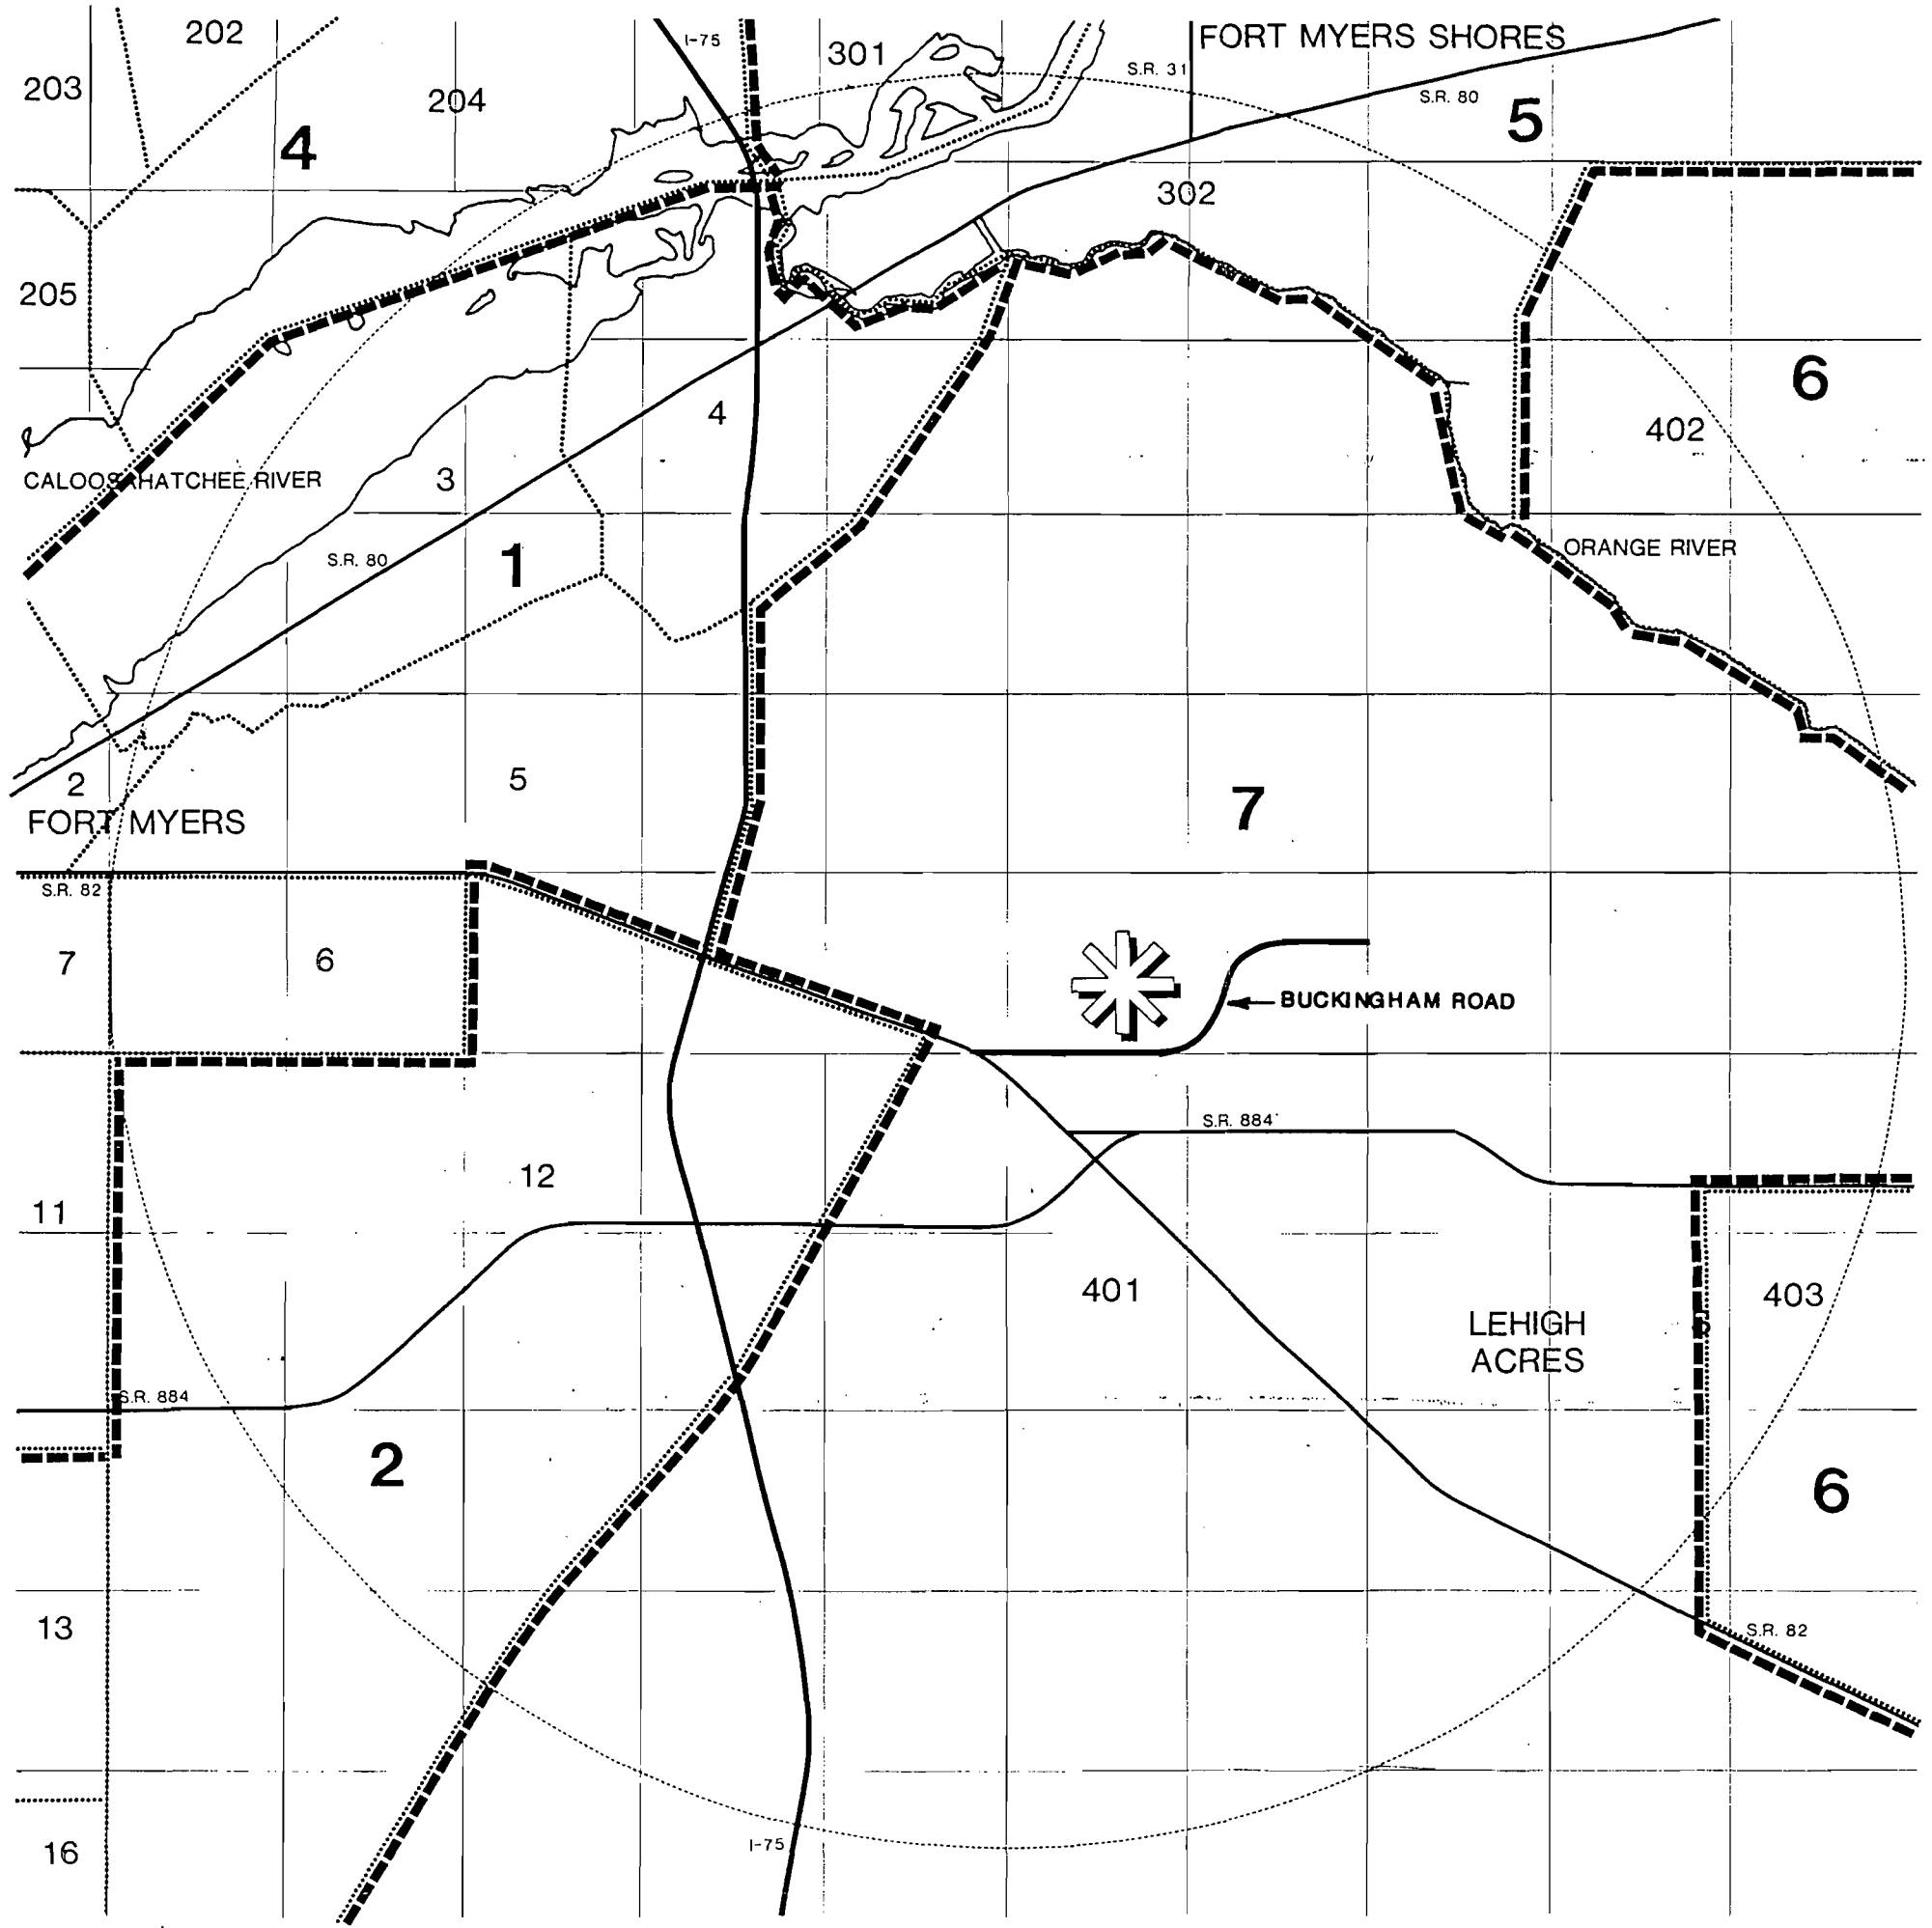 202
I-75
301
FORT MYERS SHORES
203
204
S.R. 31
S.R. 80
4
5
302
205
6
4
402
CALOOSAHATCHEE RIVER
3
S.R. 80
1
ORANGE RIVER
2
5
7
FORT MYERS
S.R. 82
7
6
BUCKINGHAM ROAD
S.R. 884
12
11
401
403
LEHIGH
ACRES
S.R. 884
2
6
13
S.R. 82
16
I-75